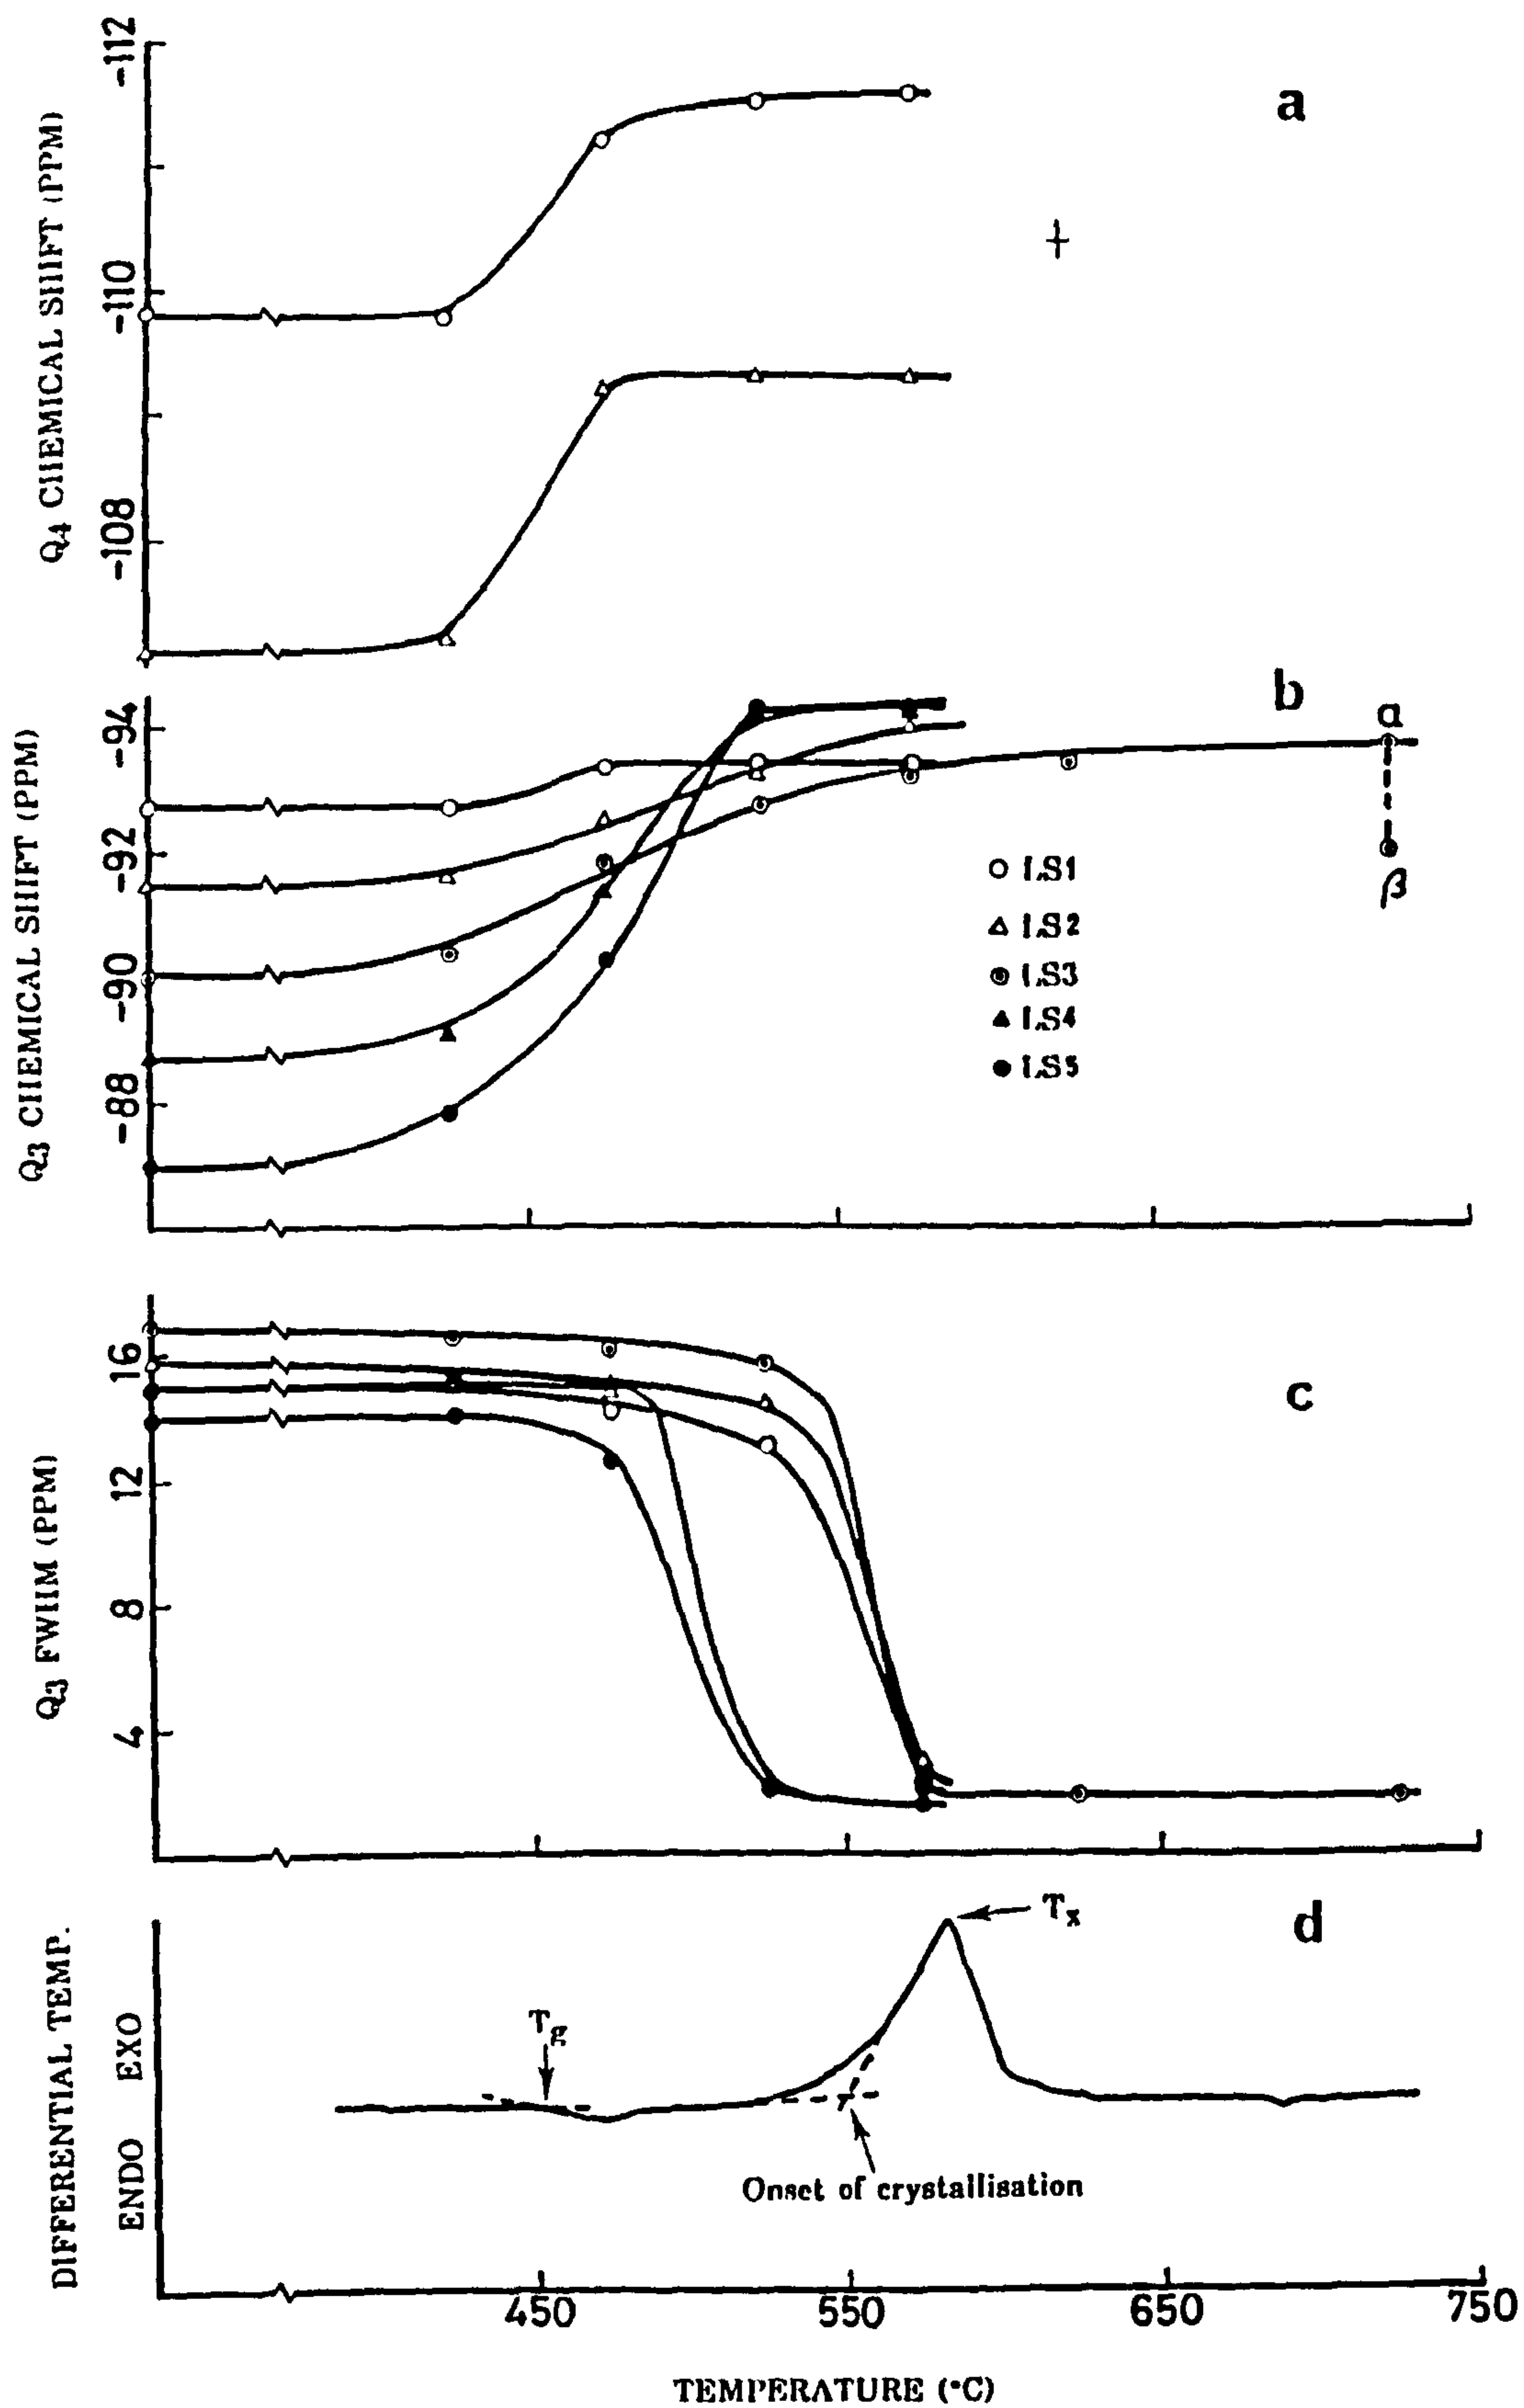 a
-112
-110
-108
Q4 CHEMICAL SHIFT (PPM)
b
-94
-92
-90
-88
Q3 CHEMICAL SHIFT (PPM)
α
β
LS1
LS2
LS3
LS4
LS5
c
16
12
8
4
Q3 FWHM (PPM)
d
Tx
Tg
Onset of crystallisation
DIFFERENTIAL TEMP.
ENDO EXO
450 550 650 750
TEMPERATURE (°C)